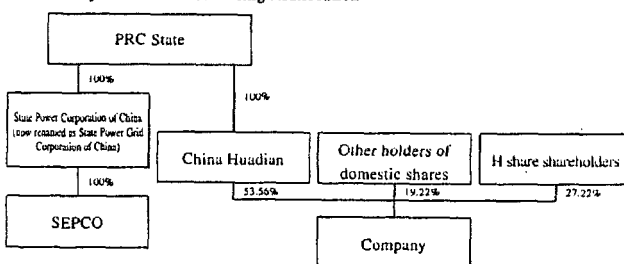 PRC State
100%
100%
State Power Corporation of China
(now renamed as State Power Grid
Corporation of China)
China Huadian
Other holders of
domestic shares
H share shareholders
100%
53.56%
19.22%
27.22%
SEPCO
Company